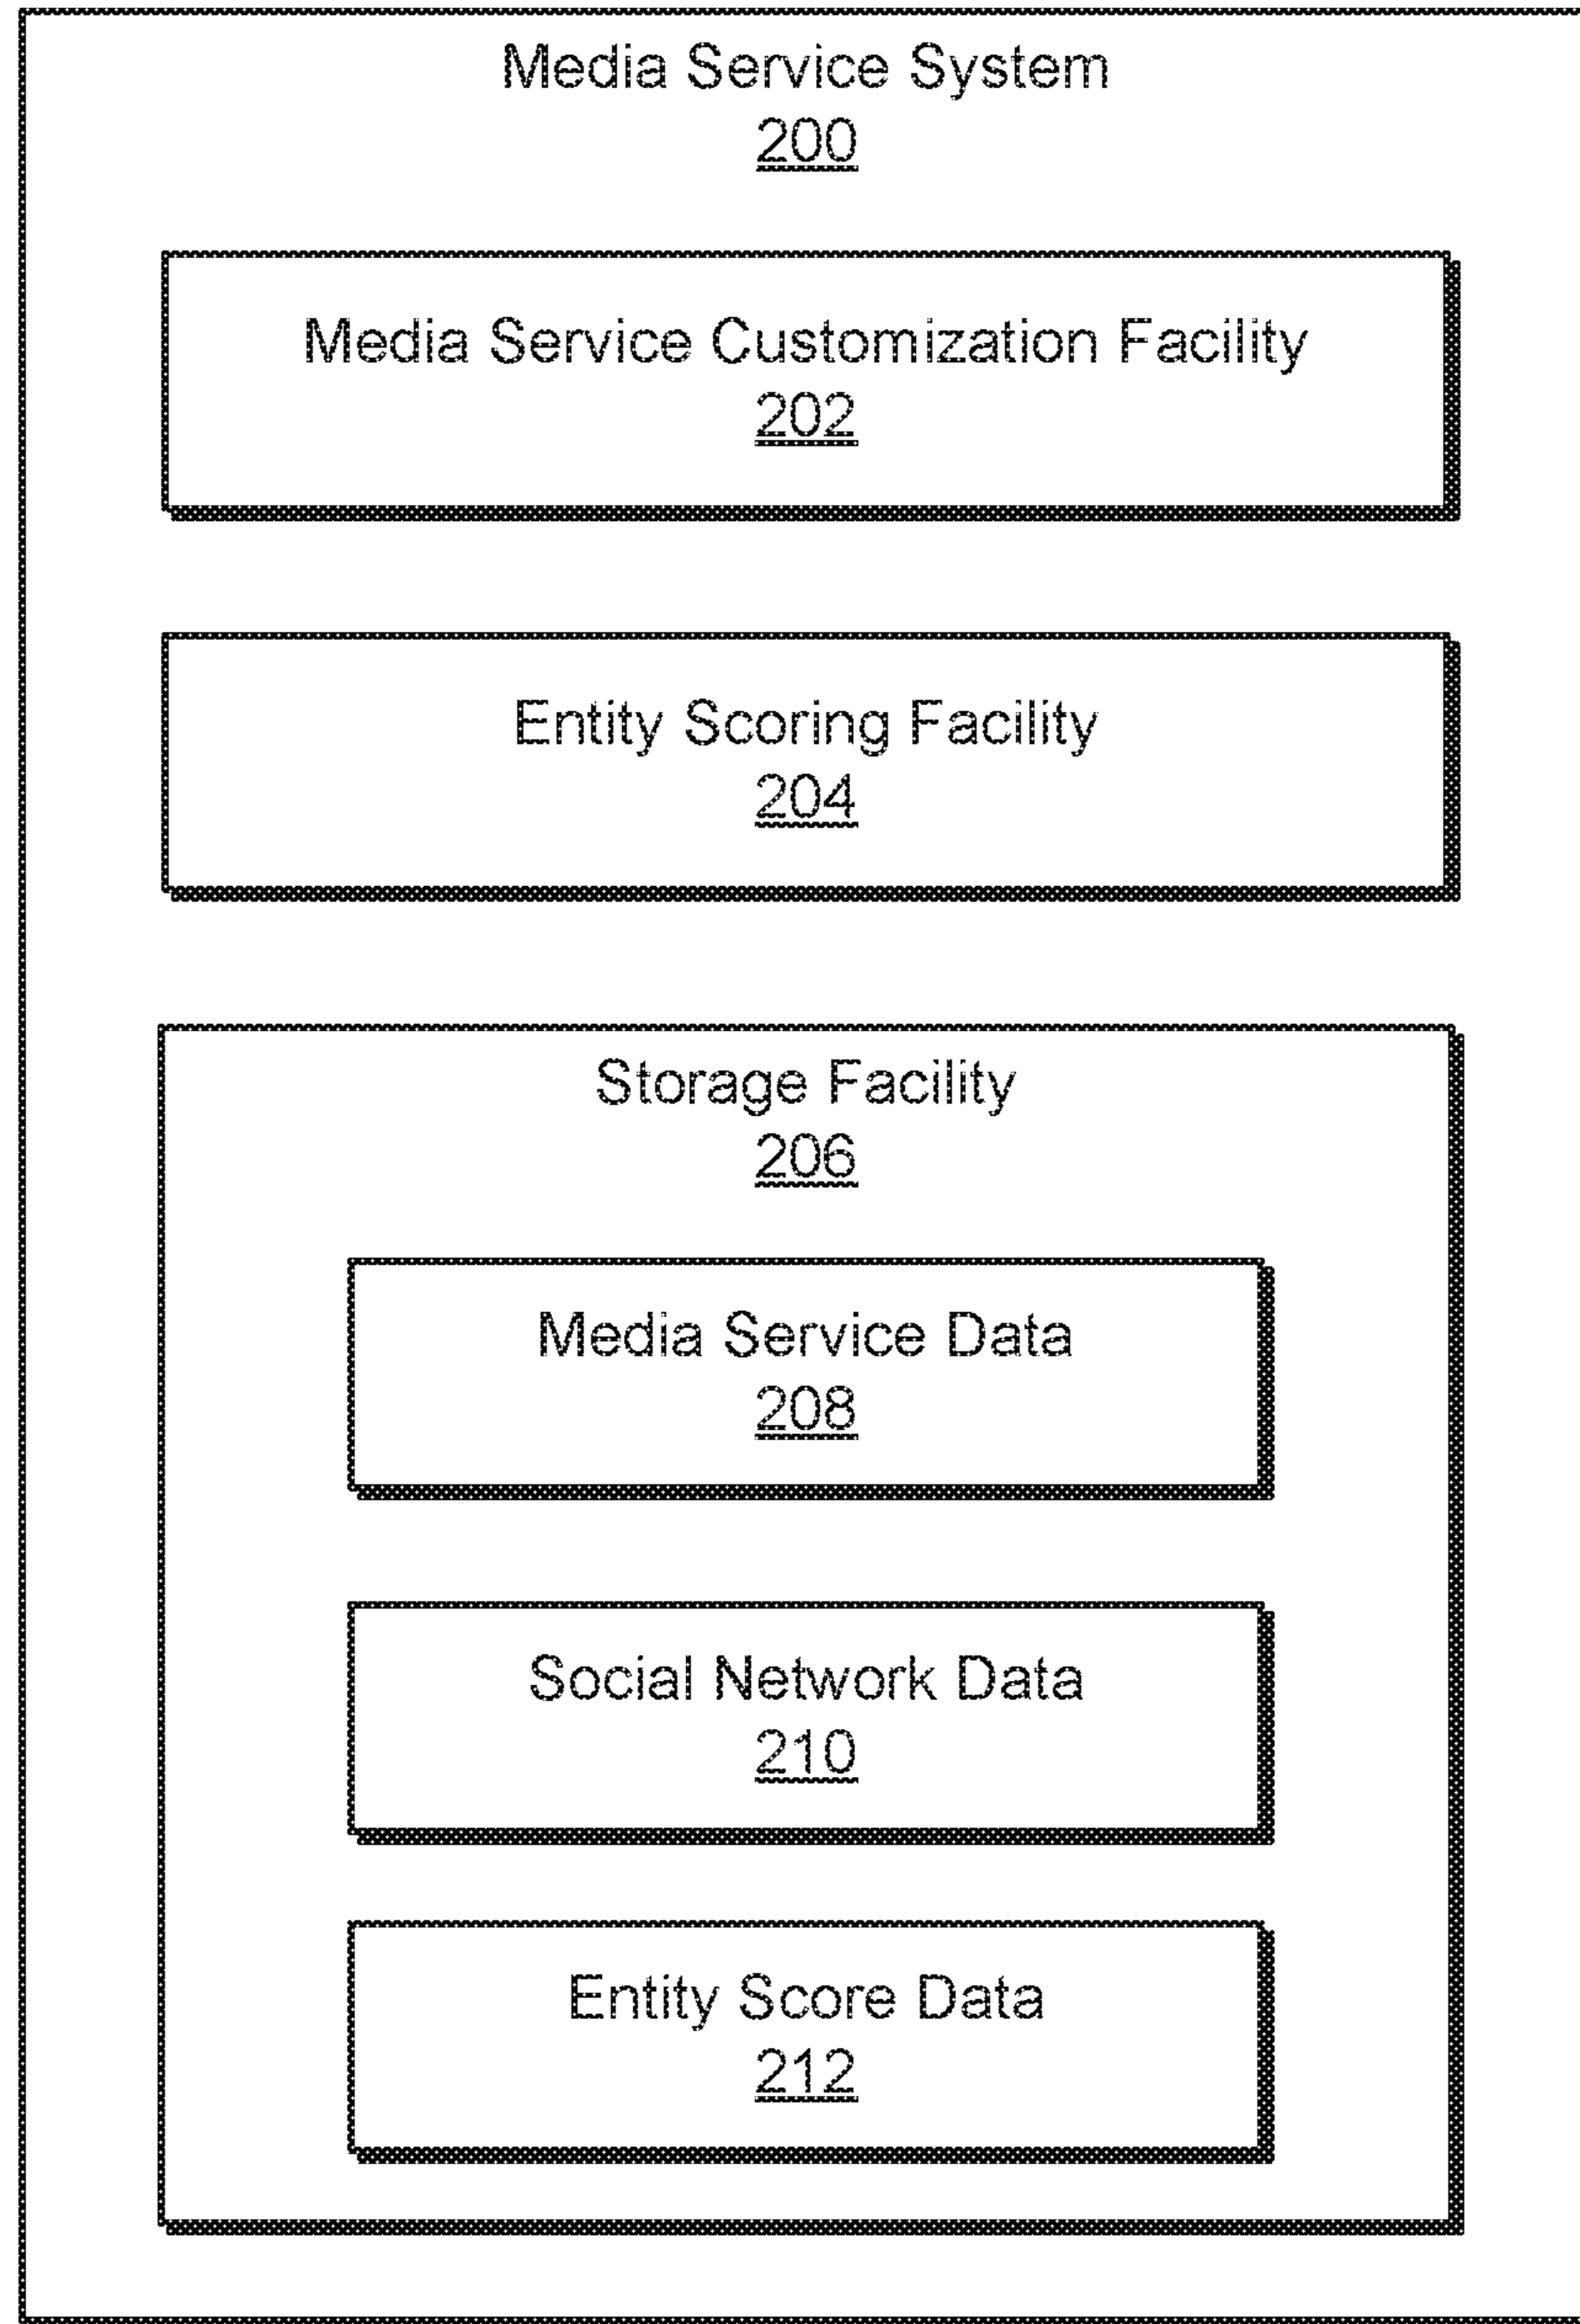 Media Service System
200
Media Service Customization Facility
202
Entity Scoring Facility
204
Storage Facility
206
Media Service Data
208
Social Network Data
210
Entity Score Data
212